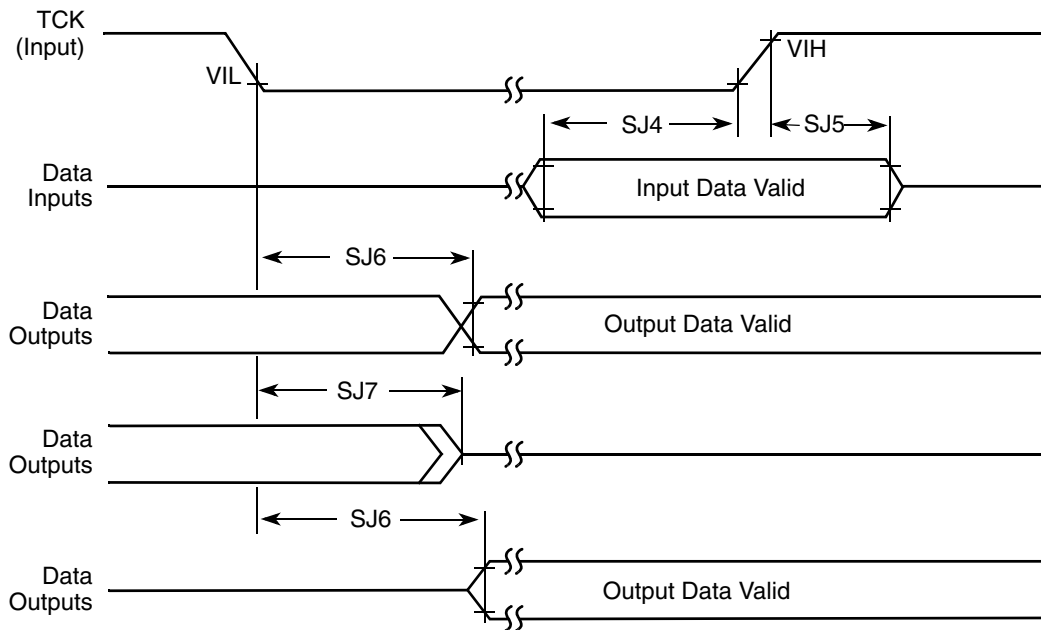 TCK
(Input)
VIL
VIH
SJ4
SJ5
Data
Inputs
Input Data Valid
SJ6
Data
Outputs
Output Data Valid
SJ7
Data
Outputs
SJ6
Data
Outputs
Output Data Valid